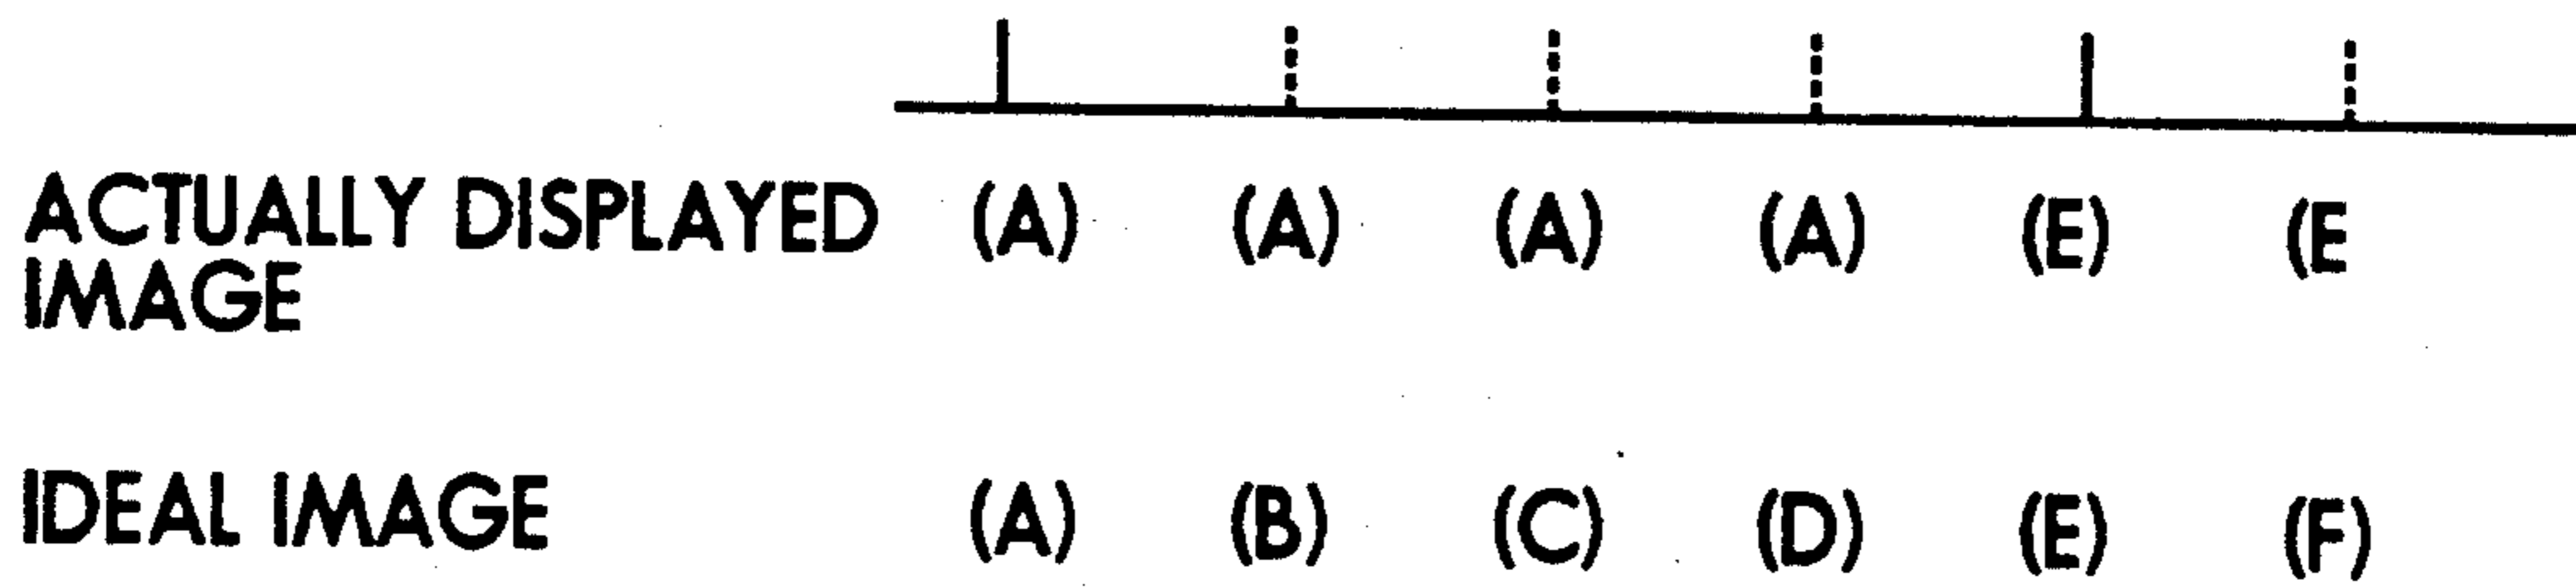 ACTUALLY DISPLAYED (A) (A) (A) (A) (E) (E
IMAGE
IDEAL IMAGE (A) (B) (C) (D) (E) (F)